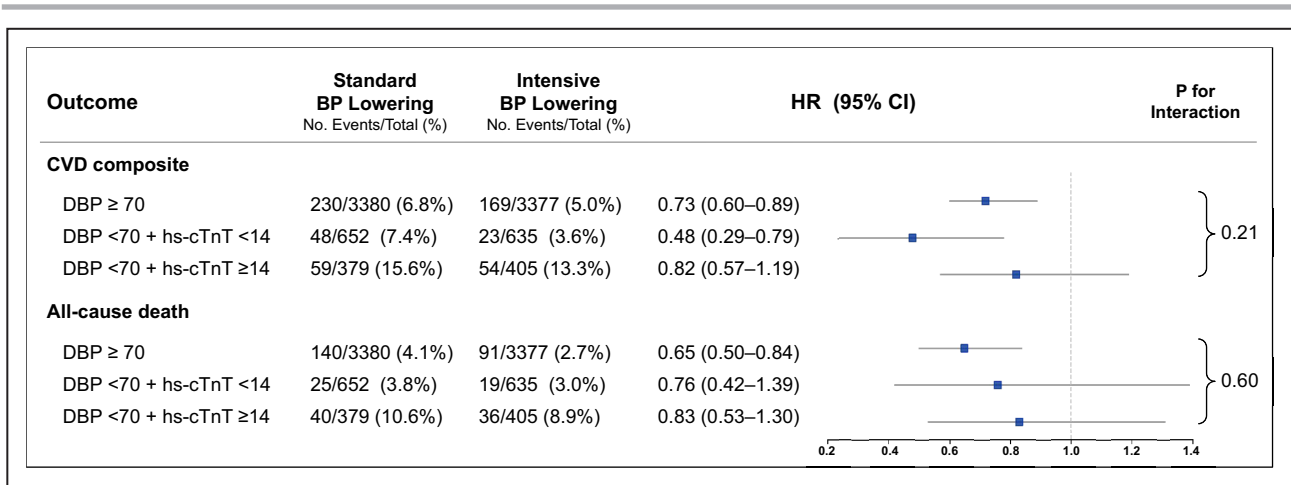 Outcome Standard BP Lowering No. Events/Total (%) Intensive BP Lowering No. Events/Total (%) HR (95% CI) P for Interaction
CVD composite
DBP ≥ 70 230/3380 (6.8%) 169/3377 (5.0%) 0.73 (0.60–0.89)
DBP <70 + hs-cTnT <14 48/652 (7.4%) 23/635 (3.6%) 0.48 (0.29–0.79) 0.21
DBP <70 + hs-cTnT ≥14 59/379 (15.6%) 54/405 (13.3%) 0.82 (0.57–1.19)
All-cause death
DBP ≥ 70 140/3380 (4.1%) 91/3377 (2.7%) 0.65 (0.50–0.84)
DBP <70 + hs-cTnT <14 25/652 (3.8%) 19/635 (3.0%) 0.76 (0.42–1.39) 0.60
DBP <70 + hs-cTnT ≥14 40/379 (10.6%) 36/405 (8.9%) 0.83 (0.53–1.30)
0.2 0.4 0.6 0.8 1.0 1.2 1.4